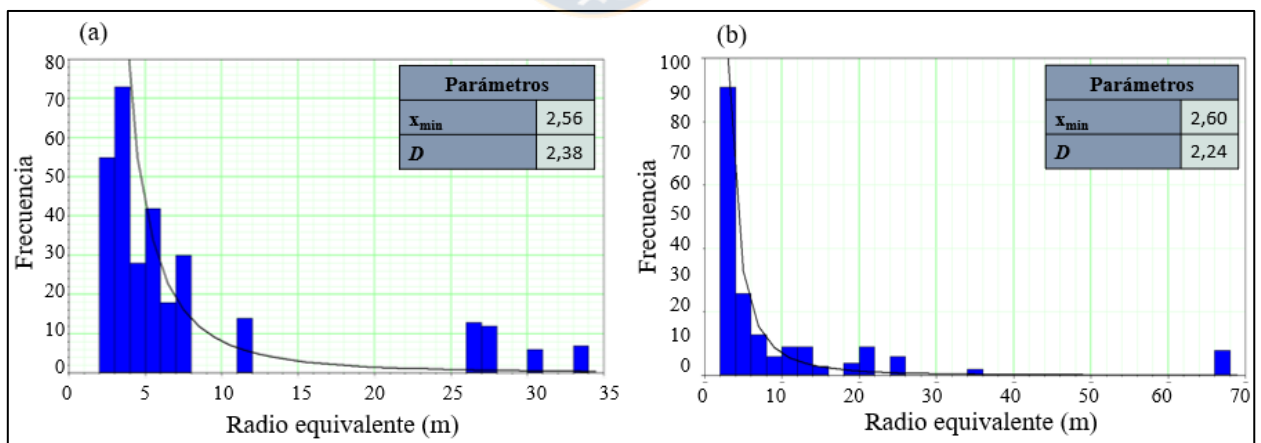 (a)
80
70
60
50
40
30
20
10
0
Frecuencia
0 5 10 15 20 25 30 35
Radio equivalente (m)
Parámetros
xmin 2,56
D 2,38
(b)
100
90
80
70
60
50
40
30
20
10
0
Frecuencia
0 10 20 30 40 50 60 70
Radio equivalente (m)
Parámetros
xmin 2,60
D 2,24